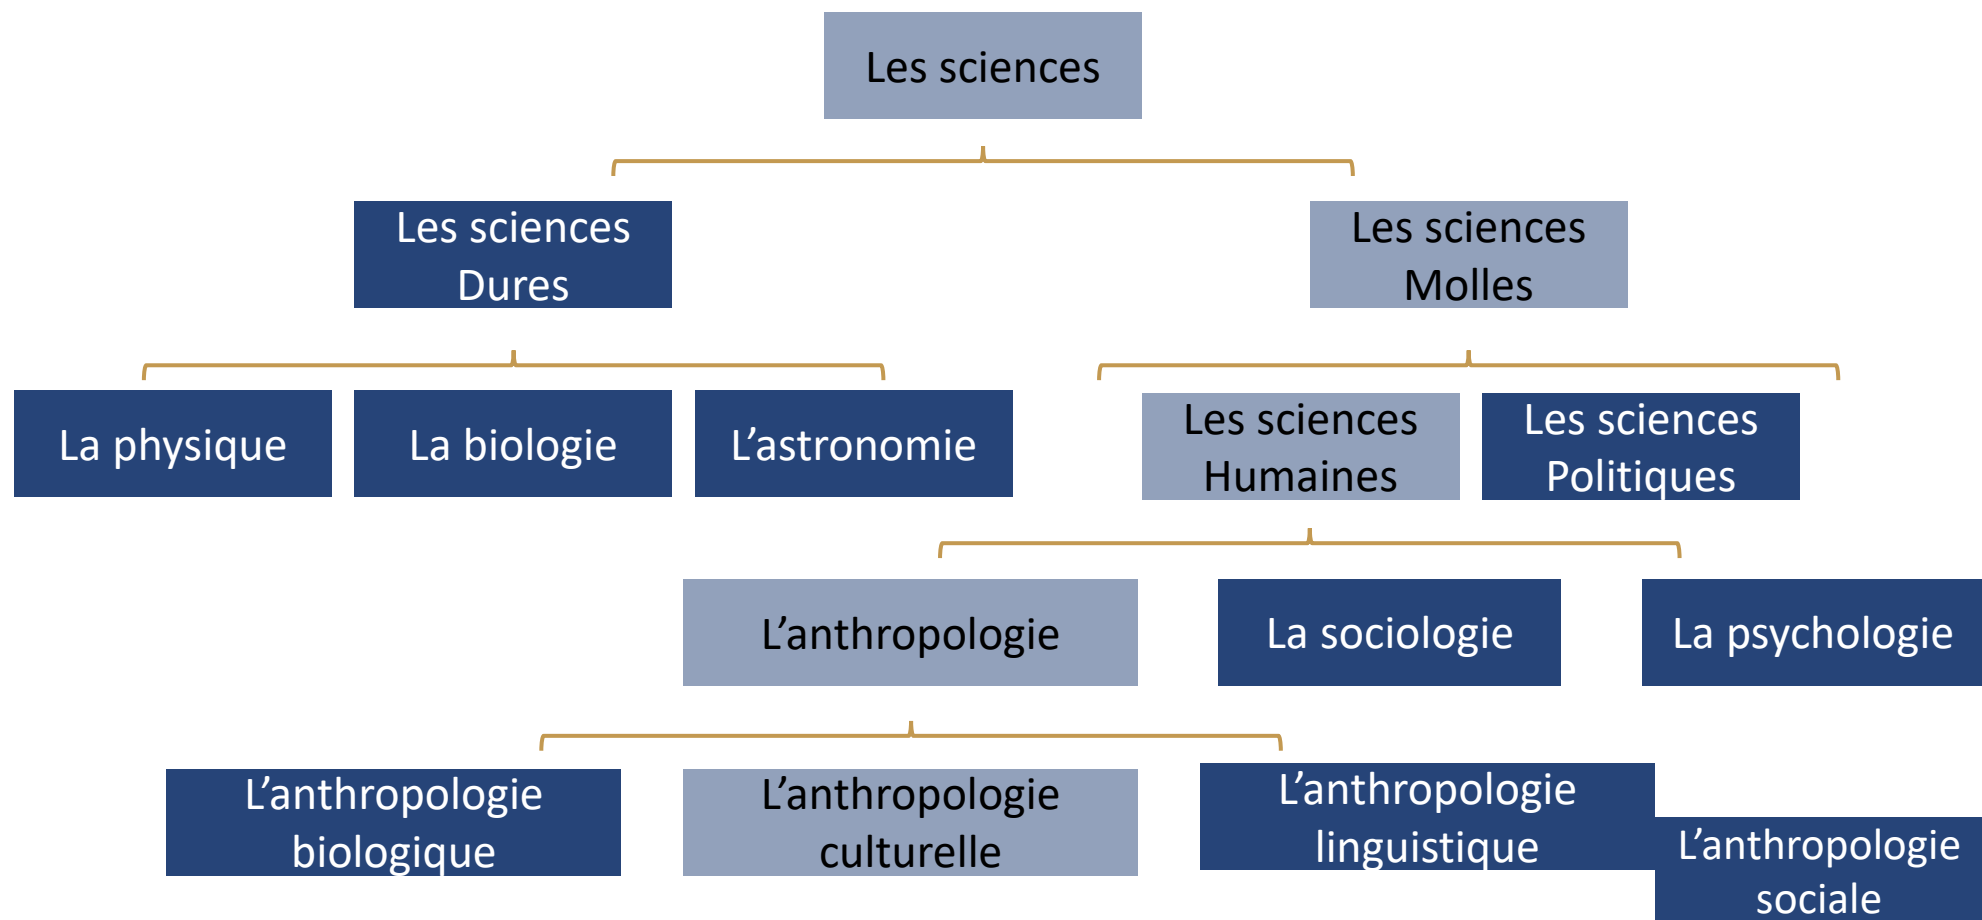 Les sciences
Les sciences
Dures
Les sciences
Molles
La physique
La biologie
L’astronomie
Les sciences
Humaines
Les sciences
Politiques
L’anthropologie
La sociologie
La psychologie
L’anthropologie
biologique
L’anthropologie
culturelle
L’anthropologie
linguistique
L’anthropologie
sociale